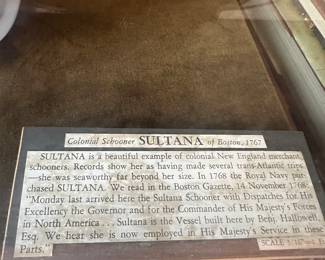 Colonial Schooner SULTANA of Boston, 1767
SULTANA is a beautiful example of colonial New England merchant
schooners. Records show her as having made several trans-Atlantic trips
—she was seaworthy far beyond her size. In 1768 the Royal Navy pur-
chased SULTANA. We read in the Boston Gazette, 14 November 1768:
"Monday last arrived here the Sultana Schooner with Dispatches for His
Excellency the Governor and for the Commander of His Majesty's Forces
in North America . . . Sultana is the Vessel built here by Benj. Hallowell,
Esq. We hear she is now employed in His Majesty's Service in these
Parts.
SCALE